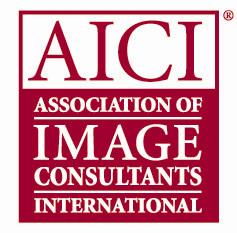 AICI ®
ASSOCIATION OF
IMAGE
CONSULTANTS
INTERNATIONAL